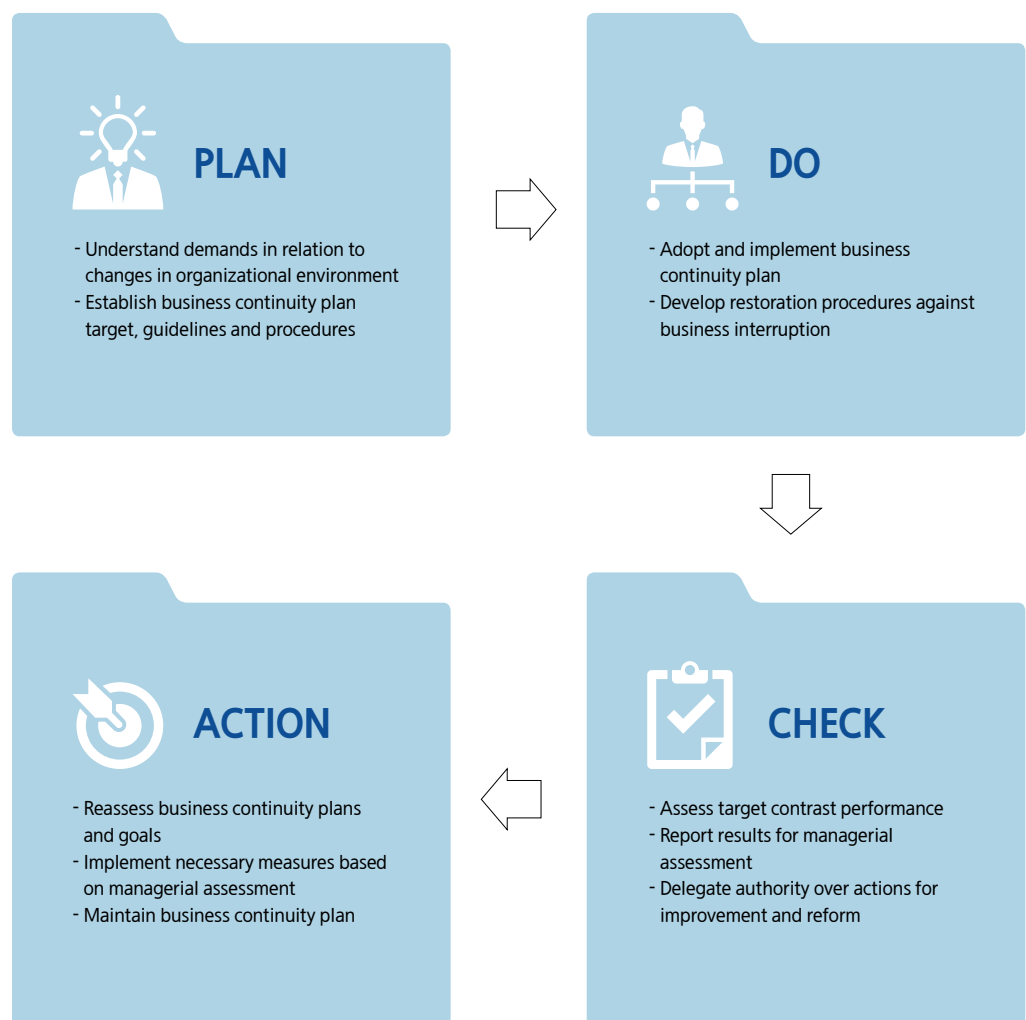 PLAN
- Understand demands in relation to
changes in organizational environment
- Establish business continuity plan
target, guidelines and procedures
DO
- Adopt and implement business
continuity plan
- Develop restoration procedures against
business interruption
ACTION
- Reassess business continuity plans
and goals
- Implement necessary measures based
on managerial assessment
- Maintain business continuity plan
CHECK
- Assess target contrast performance
- Report results for managerial
assessment
- Delegate authority over actions for
improvement and reform